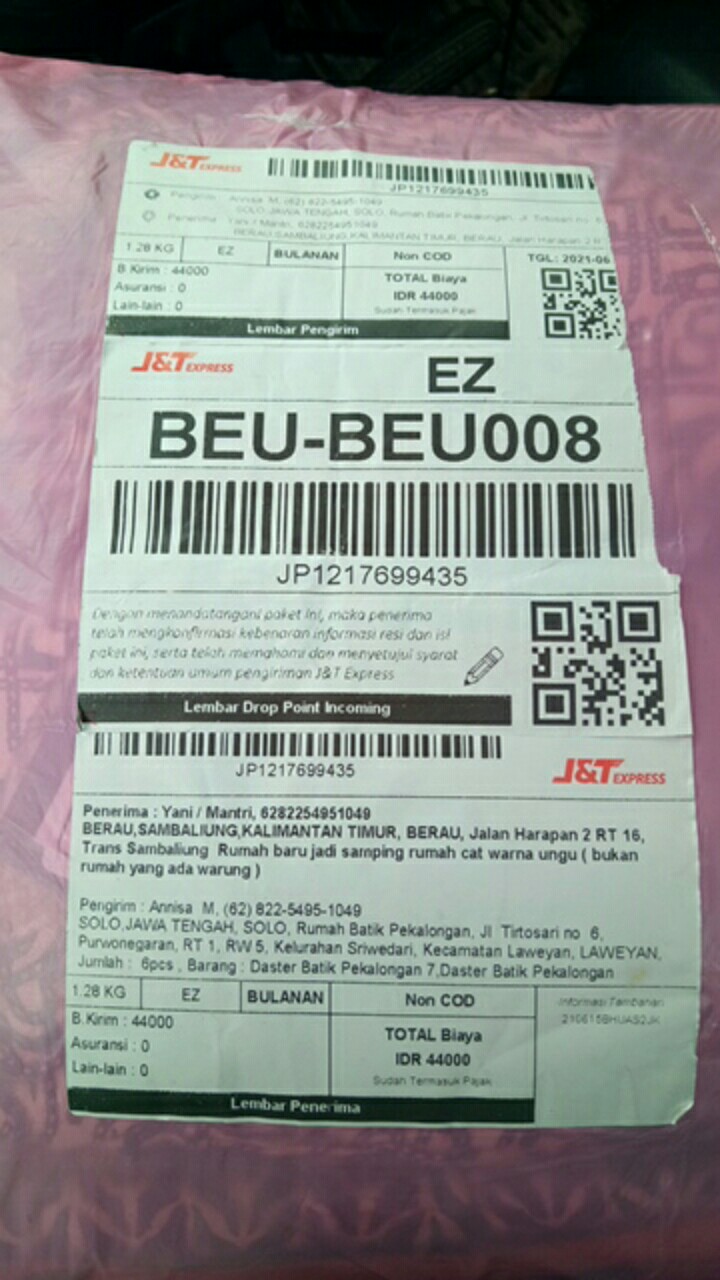 J&T EXPRESS
JP1217699435
Pengirim : Annisa M, (62) 822-5495-1049
SOLO,JAWA TENGAH, SOLO, Rumah Batik Pekalongan, Jl Tirtosari no 6
Penerima : Yani / Mantri, 6282254951049
BERAU,SAMBALIUNG,KALIMANTAN TIMUR, BERAU, Jalan Harapan 2 R
1.28 KG EZ BULANAN Non COD TGL: 2021-06
B.Kirim : 44000
Asuransi : 0
Lain-lain : 0
TOTAL Biaya
IDR 44000
Sudah Termasuk Pajak
Lembar Pengirim
J&T EXPRESS
EZ
BEU-BEU008
JP1217699435
Dengan menandatangani paket ini, maka penerima
telah mengkonfirmasi kebenaran informasi resi dan isi
paket ini, serta telah memahami dan menyetujui syarat
dan ketentuan umum pengiriman J&T Express
Lembar Drop Point Incoming
JP1217699435
J&T EXPRESS
Penerima : Yani / Mantri, 6282254951049
BERAU,SAMBALIUNG,KALIMANTAN TIMUR, BERAU, Jalan Harapan 2 RT 16,
Trans Sambaliung Rumah baru jadi samping rumah cat warna ungu ( bukan
rumah yang ada warung )
Pengirim : Annisa M, (62) 822-5495-1049
SOLO,JAWA TENGAH, SOLO, Rumah Batik Pekalongan, Jl Tirtosari no 6,
Purwonegaran, RT 1, RW 5, Kelurahan Sriwedari, Kecamatan Laweyan, LAWEYAN,
Jumlah : 6pcs , Barang : Daster Batik Pekalongan 7,Daster Batik Pekalongan
1.28 KG EZ BULANAN Non COD
B.Kirim : 44000
Asuransi : 0
Lain-lain : 0
TOTAL Biaya
IDR 44000
Sudah Termasuk Pajak
Informasi Tambahan
Lembar Penerima